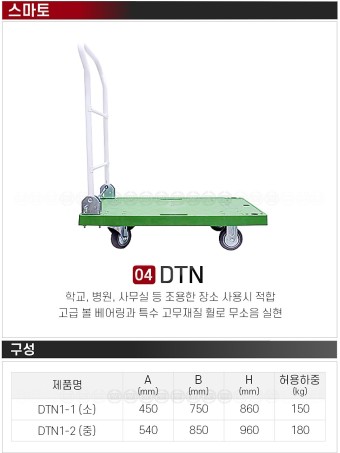 스마토
04 DTN
학교, 병원, 사무실 등 조용한 장소 사용시 적합
고급 볼 베어링과 특수 고무재질 휠로 무소음 실현
구성
제품명 A (mm) B (mm) H (mm) 허용하중 (kg)
DTN1-1 (소) 450 750 860 150
DTN1-2 (중) 540 850 960 180